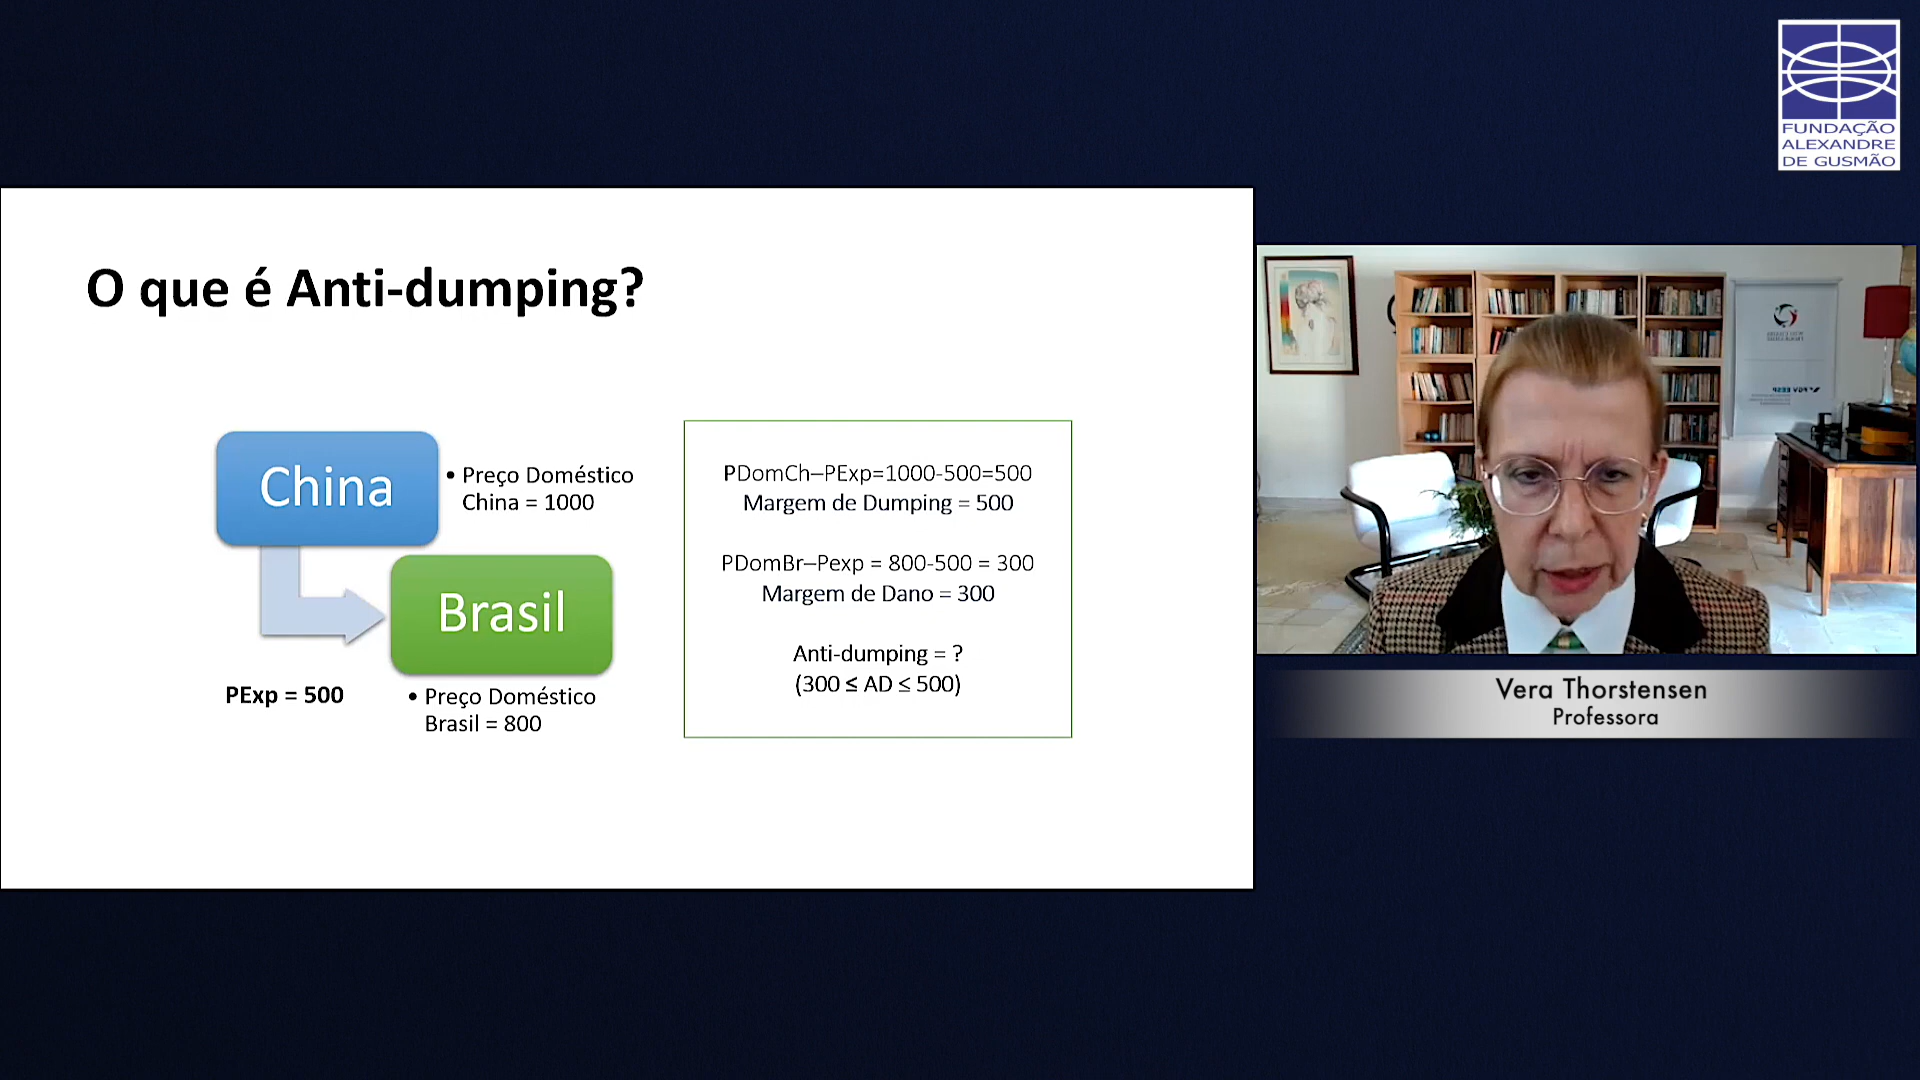 FUNDAÇÃO
ALEXANDRE
DE GUSMÃO
O que é Anti-dumping?
China
• Preço Doméstico
China = 1000
Brasil
PExp = 500
• Preço Doméstico
Brasil = 800
PDomCh–PExp=1000-500=500
Margem de Dumping = 500
PDomBr–Pexp = 800-500 = 300
Margem de Dano = 300
Anti-dumping = ?
(300 ≤ AD ≤ 500)
Vera Thorstensen
Professora